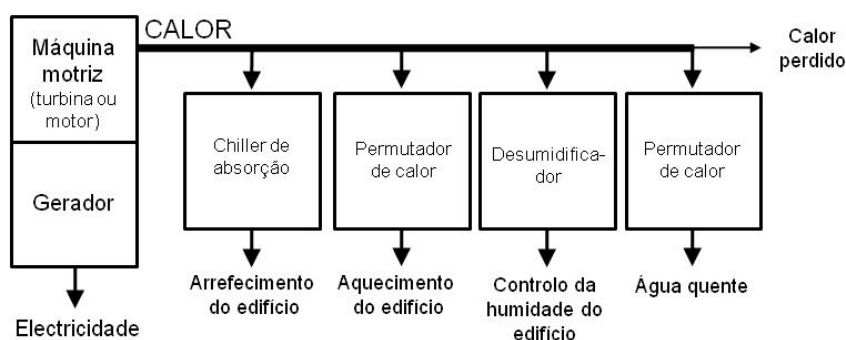 CALOR
Máquina
motriz
(turbina ou
motor)
Calor
perdido
Chiller de
absorção
Permutador
de calor
Desumidifica-
dor
Permutador
de calor
Gerador
Arrefecimento
do edifício
Aquecimento
do edifício
Controlo da
humidade do
edifício
Água quente
Electricidade